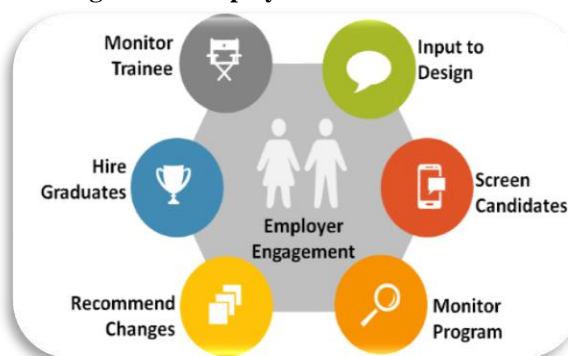 Monitor
Trainee
Input to
Design
Hire
Graduates
Employer
Engagement
Screen
Candidates
Recommend
Changes
Monitor
Program